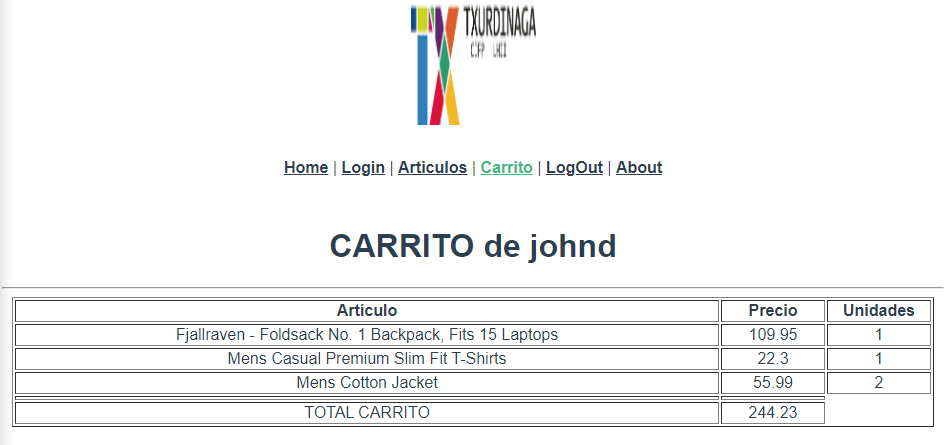 TXURDINAGA
CIFP LHII
Home | Login | Articulos | Carrito | LogOut | About
CARRITO de johnd
Artículo Precio Unidades
Fjallraven - Foldsack No. 1 Backpack, Fits 15 Laptops 109.95 1
Mens Casual Premium Slim Fit T-Shirts 22.3 1
Mens Cotton Jacket 55.99 2
TOTAL CARRITO 244.23